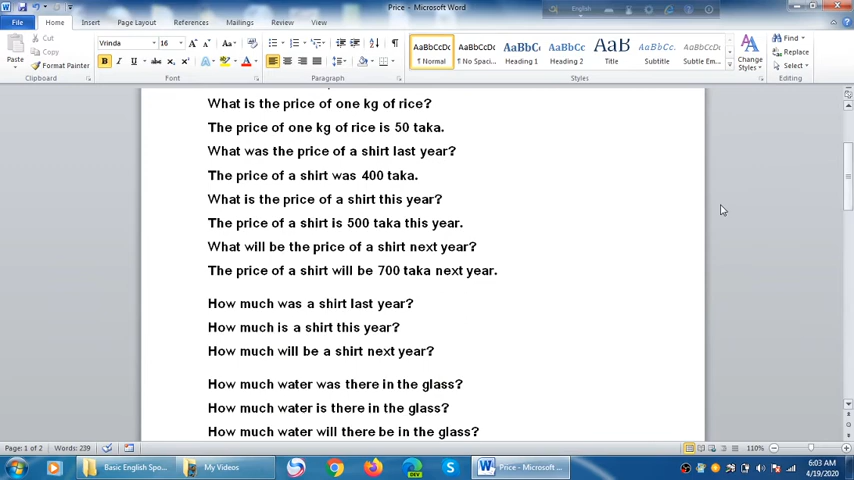 Price - Microsoft Word
English
File Home Insert Page Layout References Mailings Review View
Cut
Copy
Format Painter
Paste
Clipboard
Vrinda 16
Font
Paragraph
AaBbCcDc AaBbCcDc AaBbC AaBbCc AaB AaBbCc. AaBbCcDc
¶ Normal ¶ No Spaci... Heading 1 Heading 2 Title Subtitle Subtle Em...
Change Styles
Styles
Find
Replace
Select
Editing
What is the price of one kg of rice?
The price of one kg of rice is 50 taka.
What was the price of a shirt last year?
The price of a shirt was 400 taka.
What is the price of a shirt this year?
The price of a shirt is 500 taka this year.
What will be the price of a shirt next year?
The price of a shirt will be 700 taka next year.
How much was a shirt last year?
How much is a shirt this year?
How much will be a shirt next year?
How much water was there in the glass?
How much water is there in the glass?
How much water will there be in the glass?
Page: 1 of 2 Words: 239 110%
Basic English Spo... My Videos Price - Microsoft ... 6:03 AM
4/19/2020